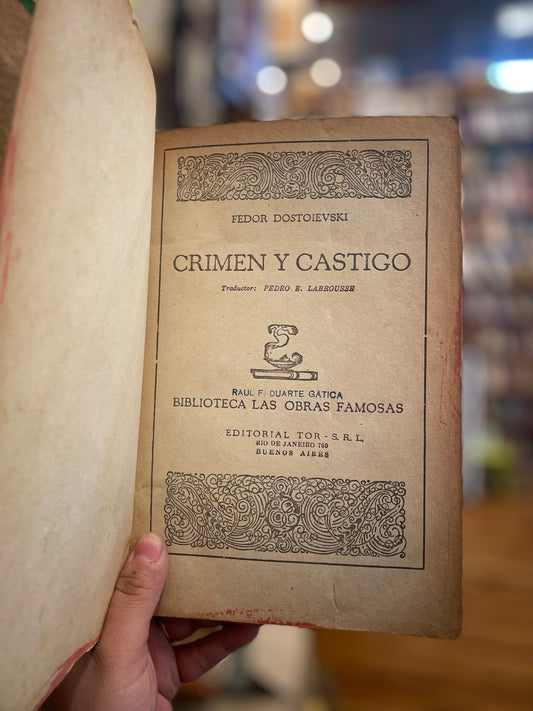 FEDOR DOSTOIEVSKI
CRIMEN Y CASTIGO
Traductor: PEDRO E. LABROUSSE
RAUL F. DUARTE GATICA
BIBLIOTECA LAS OBRAS FAMOSAS
EDITORIAL TOR - S. R. L.
RIO DE JANEIRO 760
BUENOS AIRES